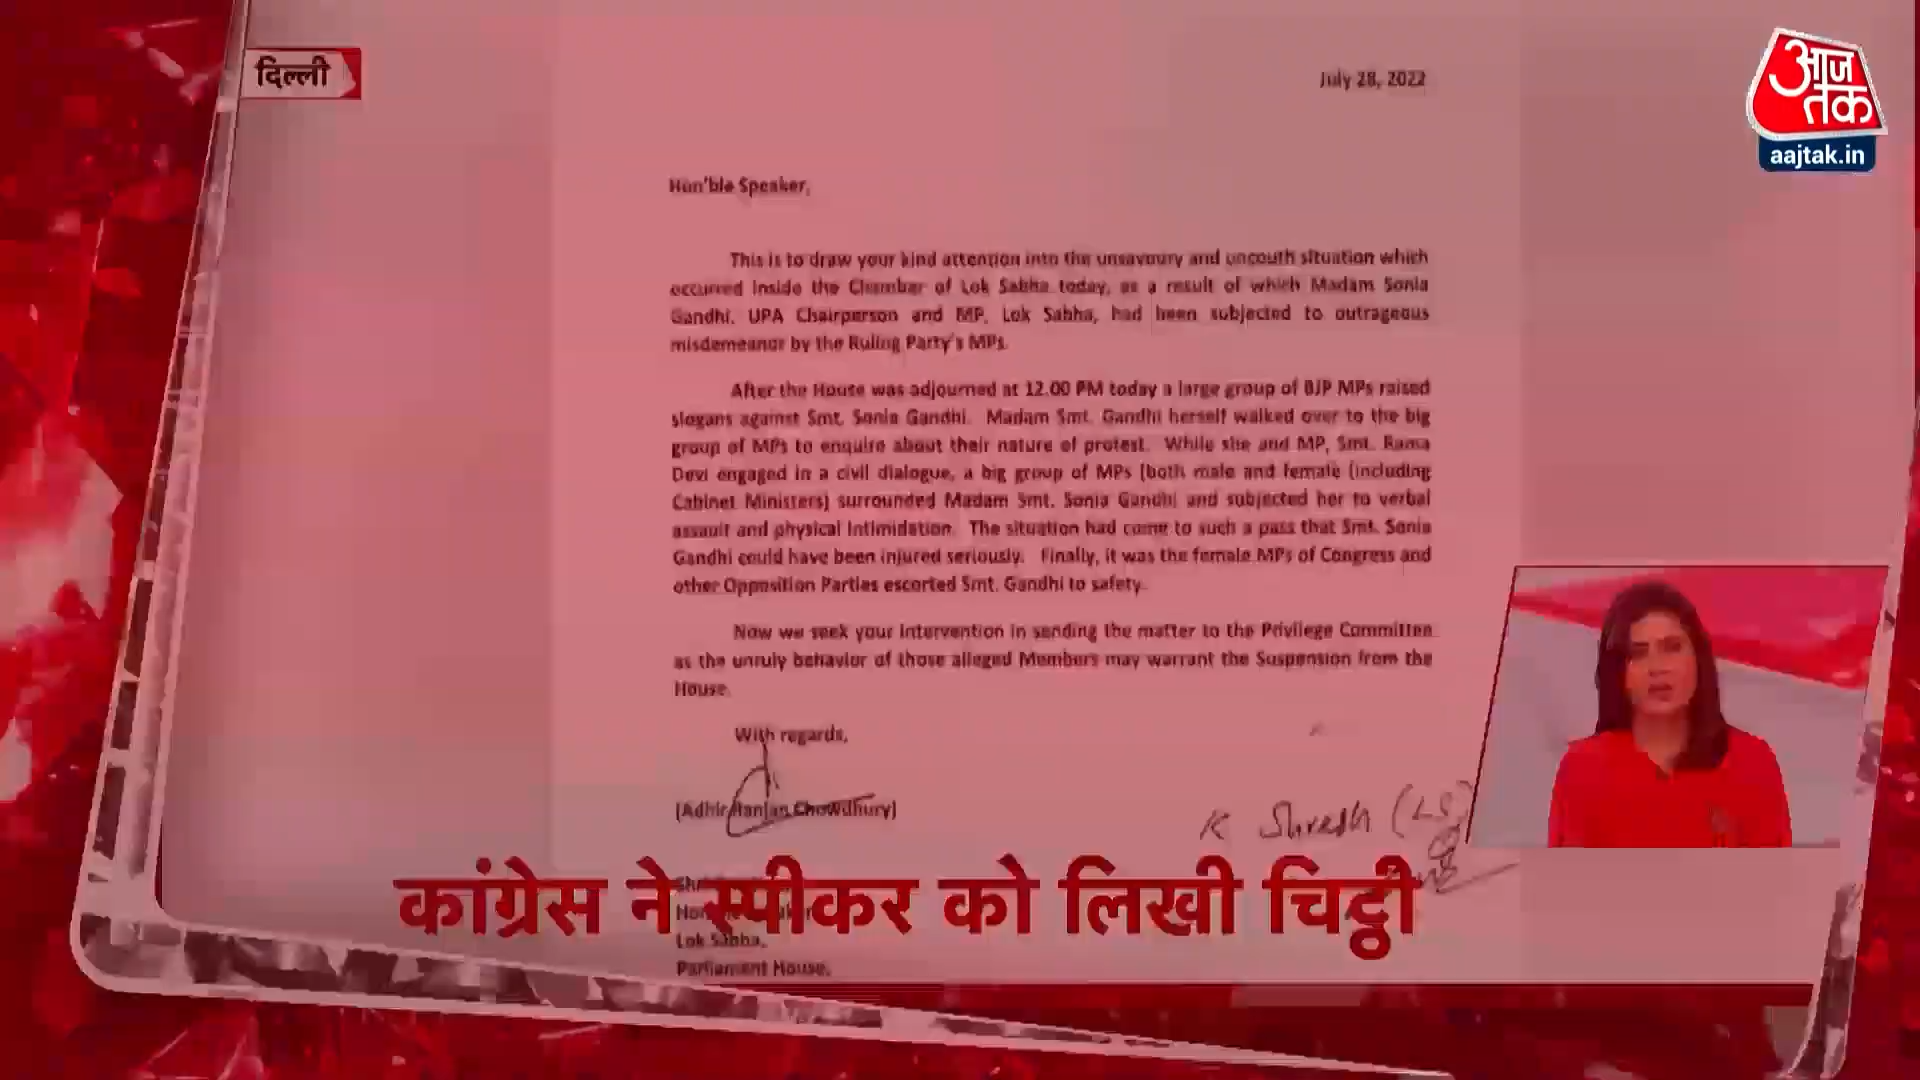 दिल्ली
आज
तक
aajtak.in
July 28, 2022
Hon'ble Speaker,
This is to draw your kind attention into the unsavoury and uncouth situation which
occurred inside the Chamber of Lok Sabha today, as a result of which Madam Sonia
Gandhi, UPA Chairperson and MP, Lok Sabha, had been subjected to outrageous
misdemeanor by the Ruling Party's MPs.
After the House was adjourned at 12.00 PM today a large group of BJP MPs raised
slogans against Smt. Sonia Gandhi. Madam Smt. Gandhi herself walked over to the big
group of MPs to enquire about their nature of protest. While she and MP, Smt. Rama
Devi engaged in a civil dialogue, a big group of MPs (both male and female (including
Cabinet Ministers) surrounded Madam Smt. Sonia Gandhi and subjected her to verbal
assault and physical intimidation. The situation had come to such a pass that Smt. Sonia
Gandhi could have been injured seriously. Finally, it was the female MPs of Congress and
other Opposition Parties escorted Smt. Gandhi to safety.
Now we seek your intervention in sending the matter to the Privilege Committee
as the unruly behavior of those alleged Members may warrant the Suspension from the
House.
With regards,
(Adhir Ranjan Chowdhury)
K Suresh (LS)
कांग्रेस ने स्पीकर को लिखी चिट्ठी
Lok Sabha,
Parliament House,